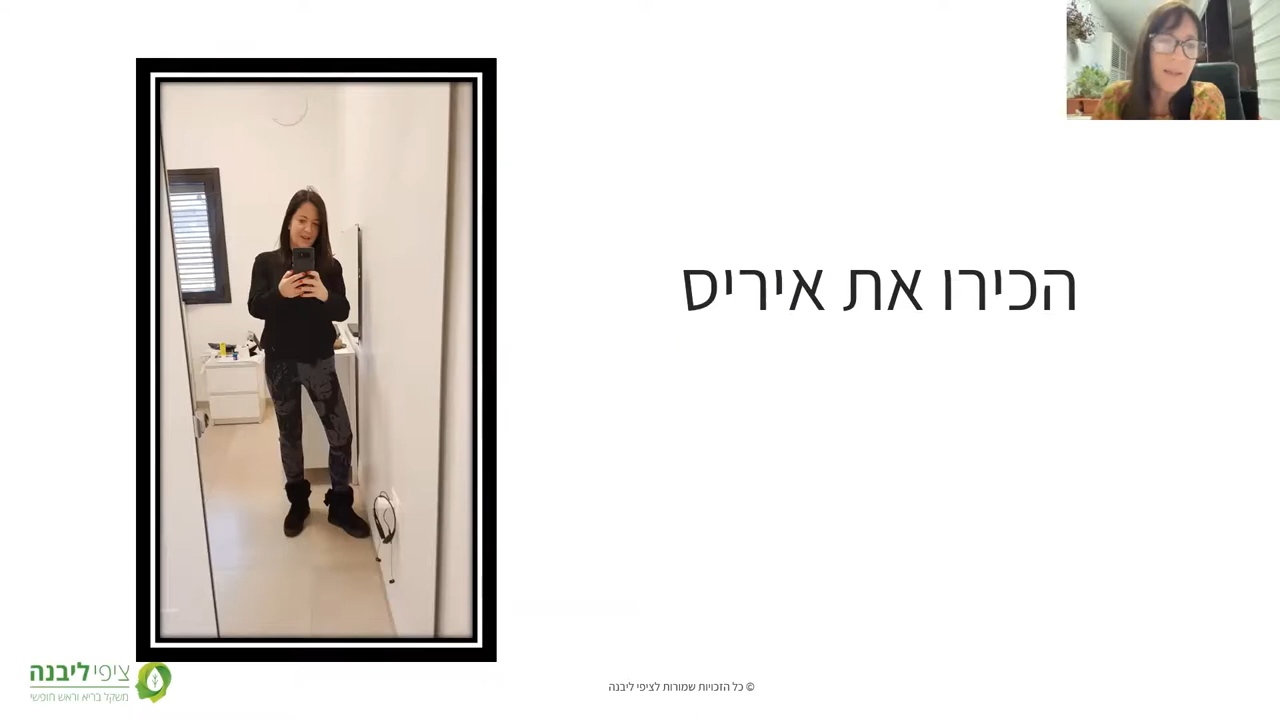 הכירו את איריס
ציפי ליבנה
משקל בריא וראש חופשי
© כל הזכויות שמורות לציפי ליבנה